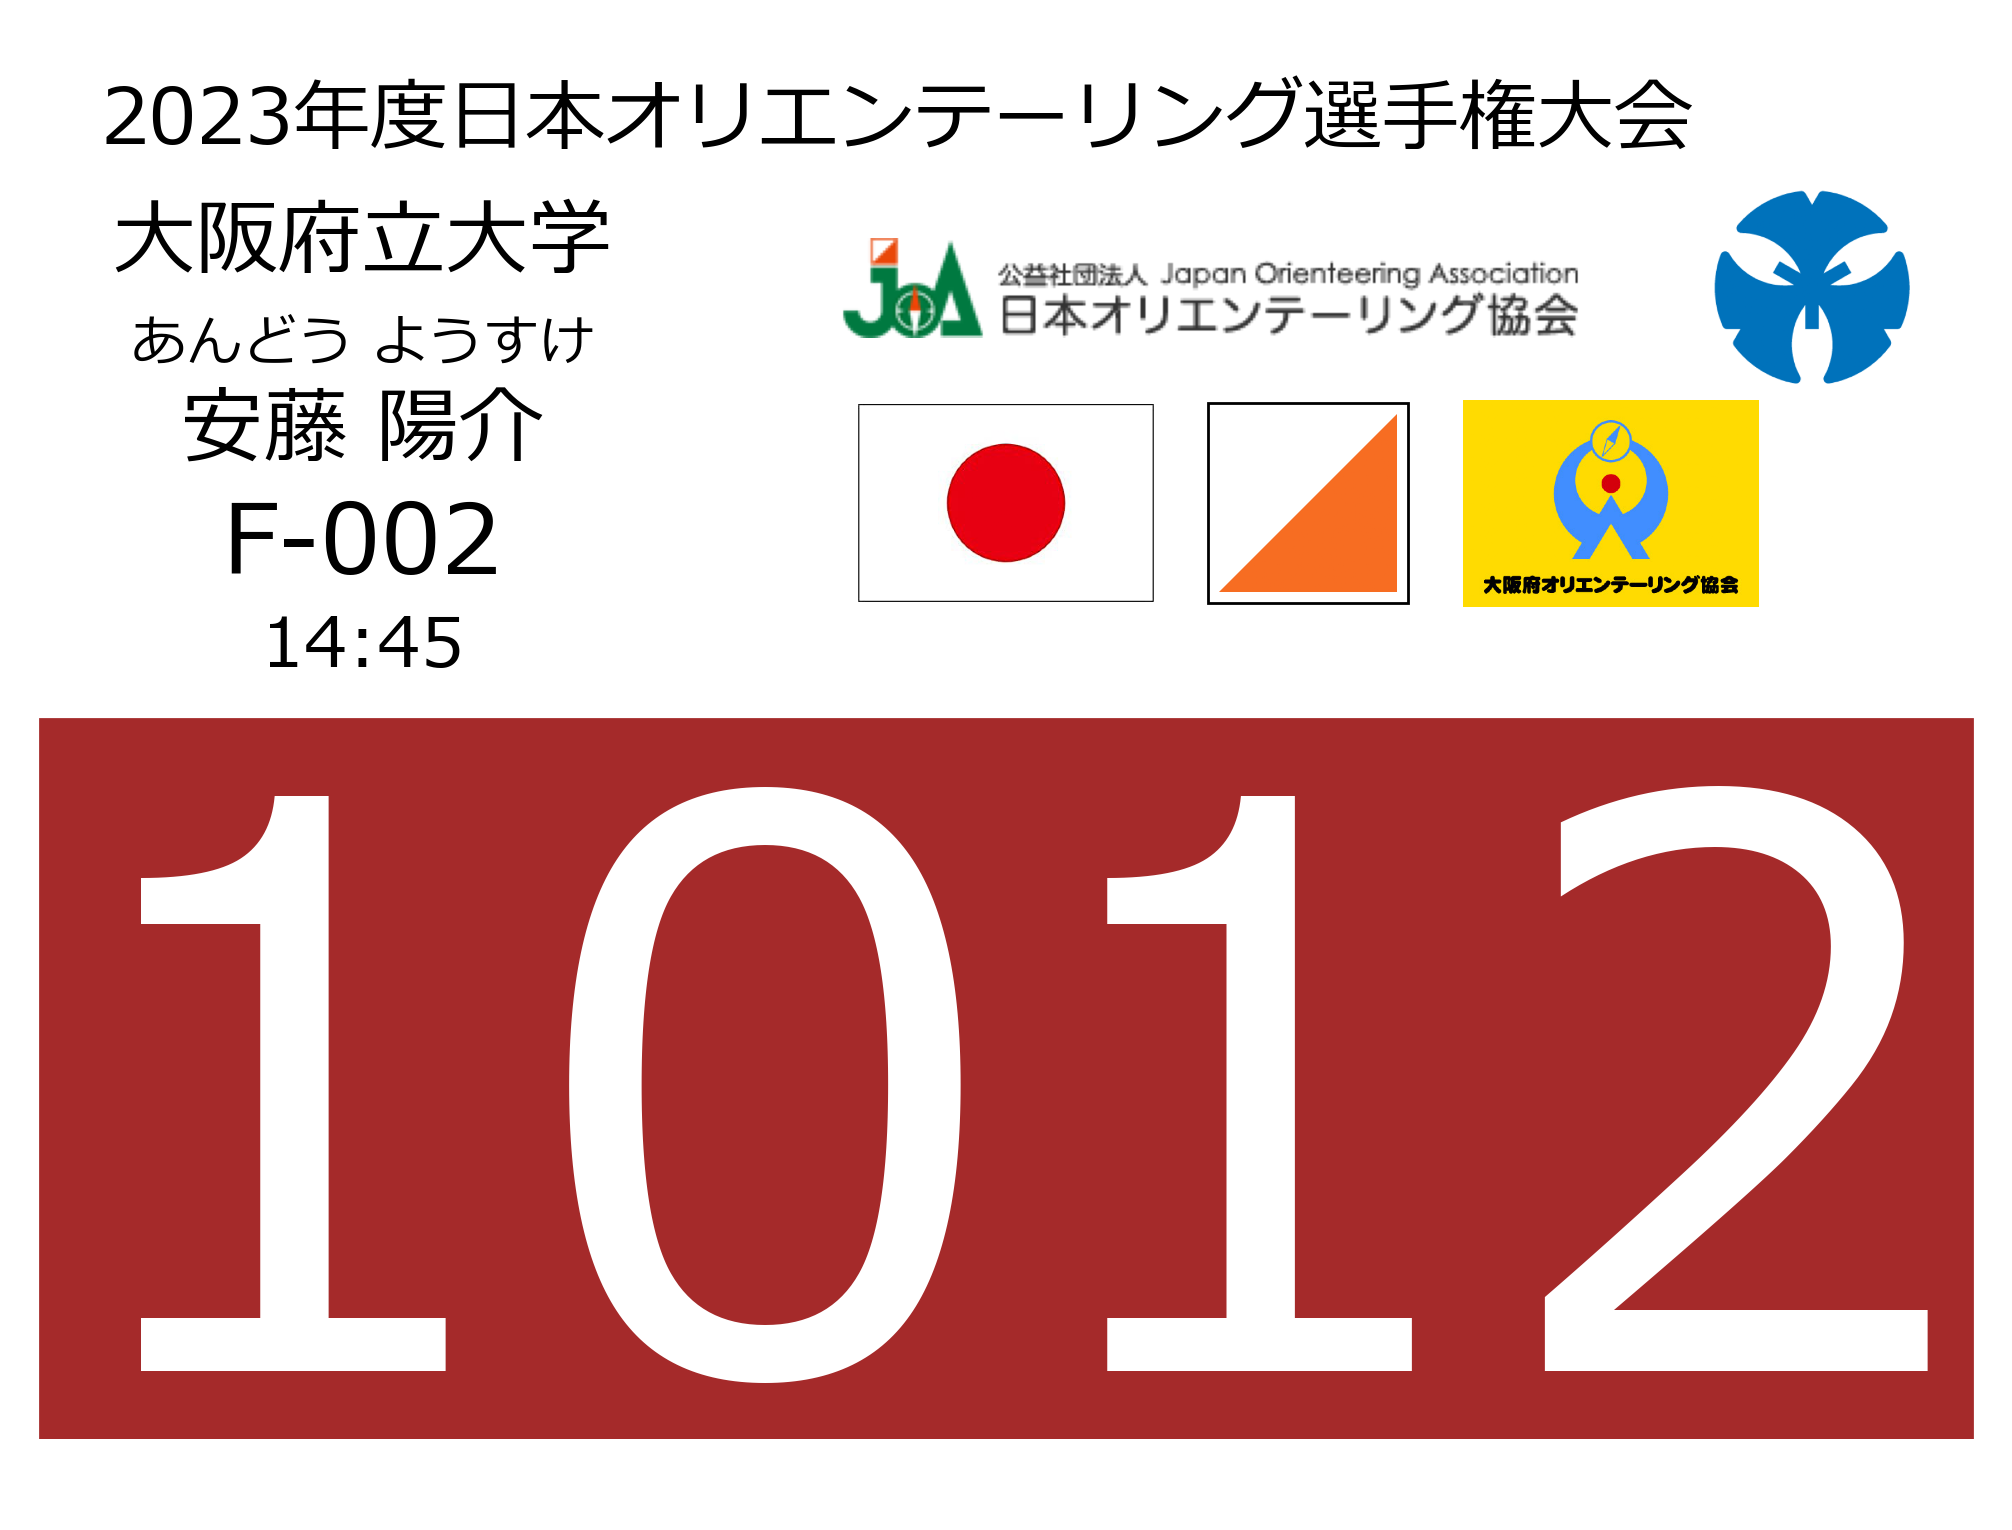 2023年度日本オリエンテーリング選手権大会
大阪府立大学
あんどう ようすけ
安藤 陽介
F-002
14:45
JOA
公益社団法人 Japan Orienteering Association
日本オリエンテーリング協会
大阪府オリエンテーリング協会
1012